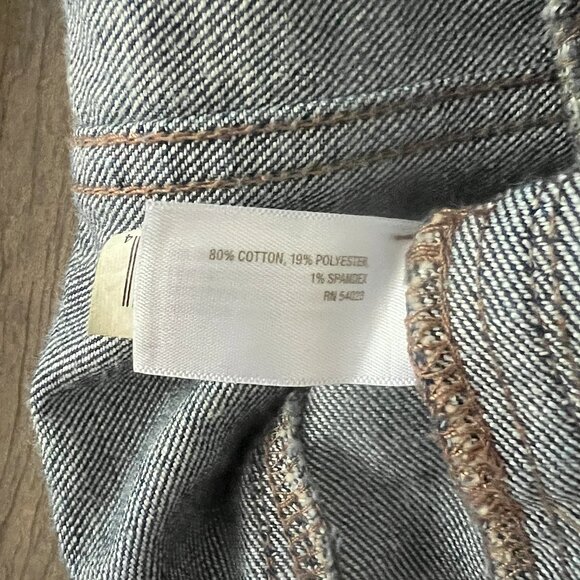 80% COTTON, 19% POLYESTER,
1% SPANDEX
RN 54023